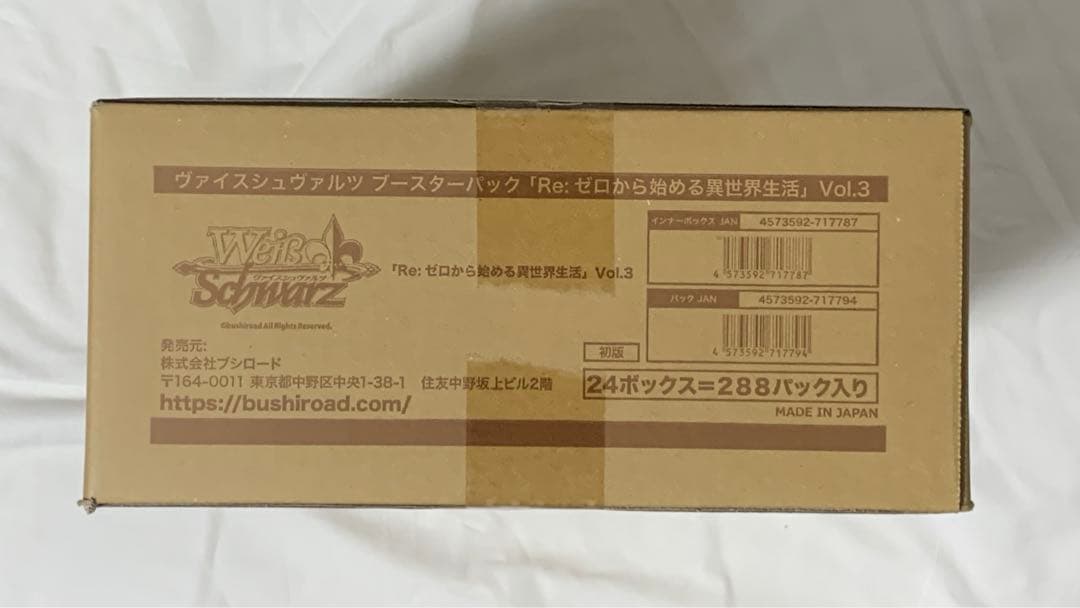 ヴァイスシュヴァルツ ブースターパック「Re: ゼロから始める異世界生活」Vol.3
Weiß Schwarz
ヴァイスシュヴァルツ
「Re: ゼロから始める異世界生活」Vol.3
©bushiroad All Rights Reserved.
インナーボックス JAN 4573592-717787
4 573592 717787
パック JAN 4573592-717794
4 573592 717794
発売元:
株式会社ブシロード
〒164-0011 東京都中野区中央1-38-1 住友中野坂上ビル2階
https://bushiroad.com/
初版
24ボックス=288パック入り
MADE IN JAPAN